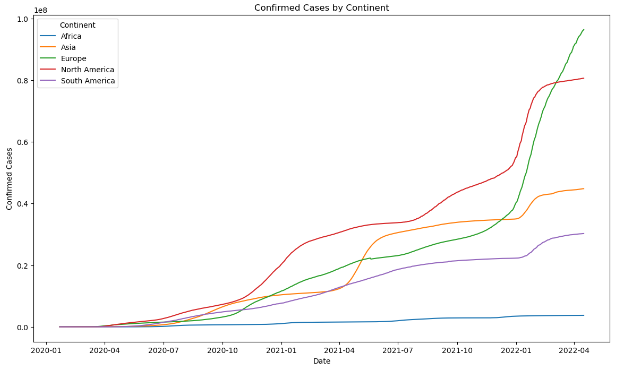 Confirmed Cases by Continent
1e8
Continent
Africa
Asia
Europe
North America
South America
Confirmed Cases
1.0
0.8
0.6
0.4
0.2
0.0
2020-01 2020-04 2020-07 2020-10 2021-01 2021-04 2021-07 2021-10 2022-01 2022-04
Date